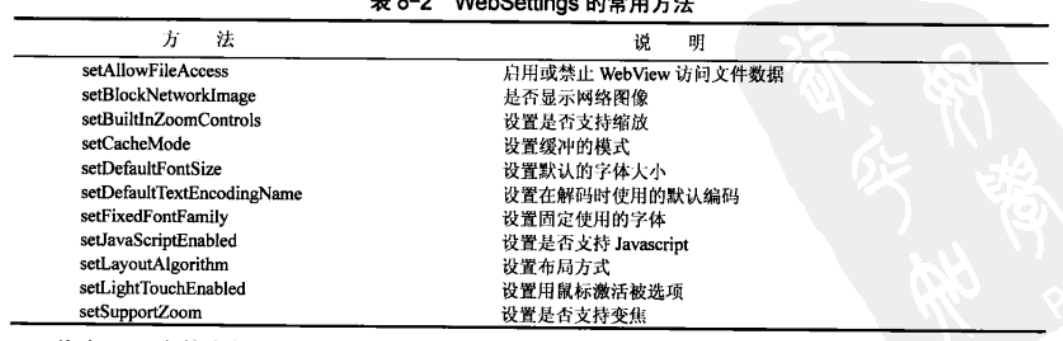 表 8-2 WebSettings 的常用方法
方 法 说 明
setAllowFileAccess 启用或禁止 WebView 访问文件数据
setBlockNetworkImage 是否显示网络图像
setBuiltInZoomControls 设置是否支持缩放
setCacheMode 设置缓冲的模式
setDefaultFontSize 设置默认的字体大小
setDefaultTextEncodingName 设置在解码时使用的默认编码
setFixedFontFamily 设置固定使用的字体
setJavaScriptEnabled 设置是否支持 Javascript
setLayoutAlgorithm 设置布局方式
setLightTouchEnabled 设置用鼠标激活被选项
setSupportZoom 设置是否支持变焦